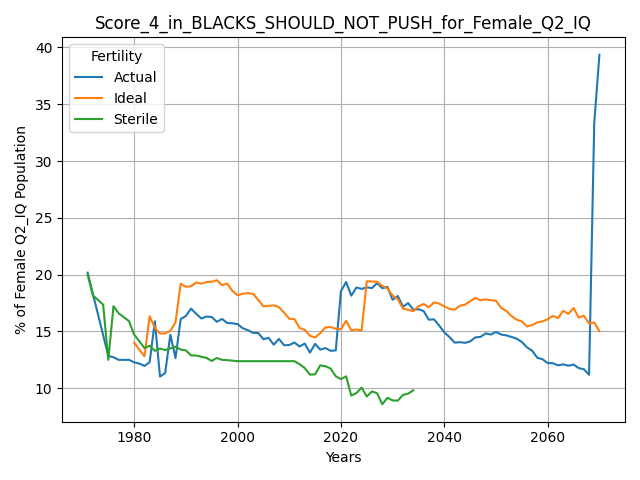 Score_4_in_BLACKS_SHOULD_NOT_PUSH_for_Female_Q2_IQ
Fertility
Actual
Ideal
Sterile
% of Female Q2_IQ Population
40
35
30
25
20
15
10
1980
2000
2020
2040
2060
Years